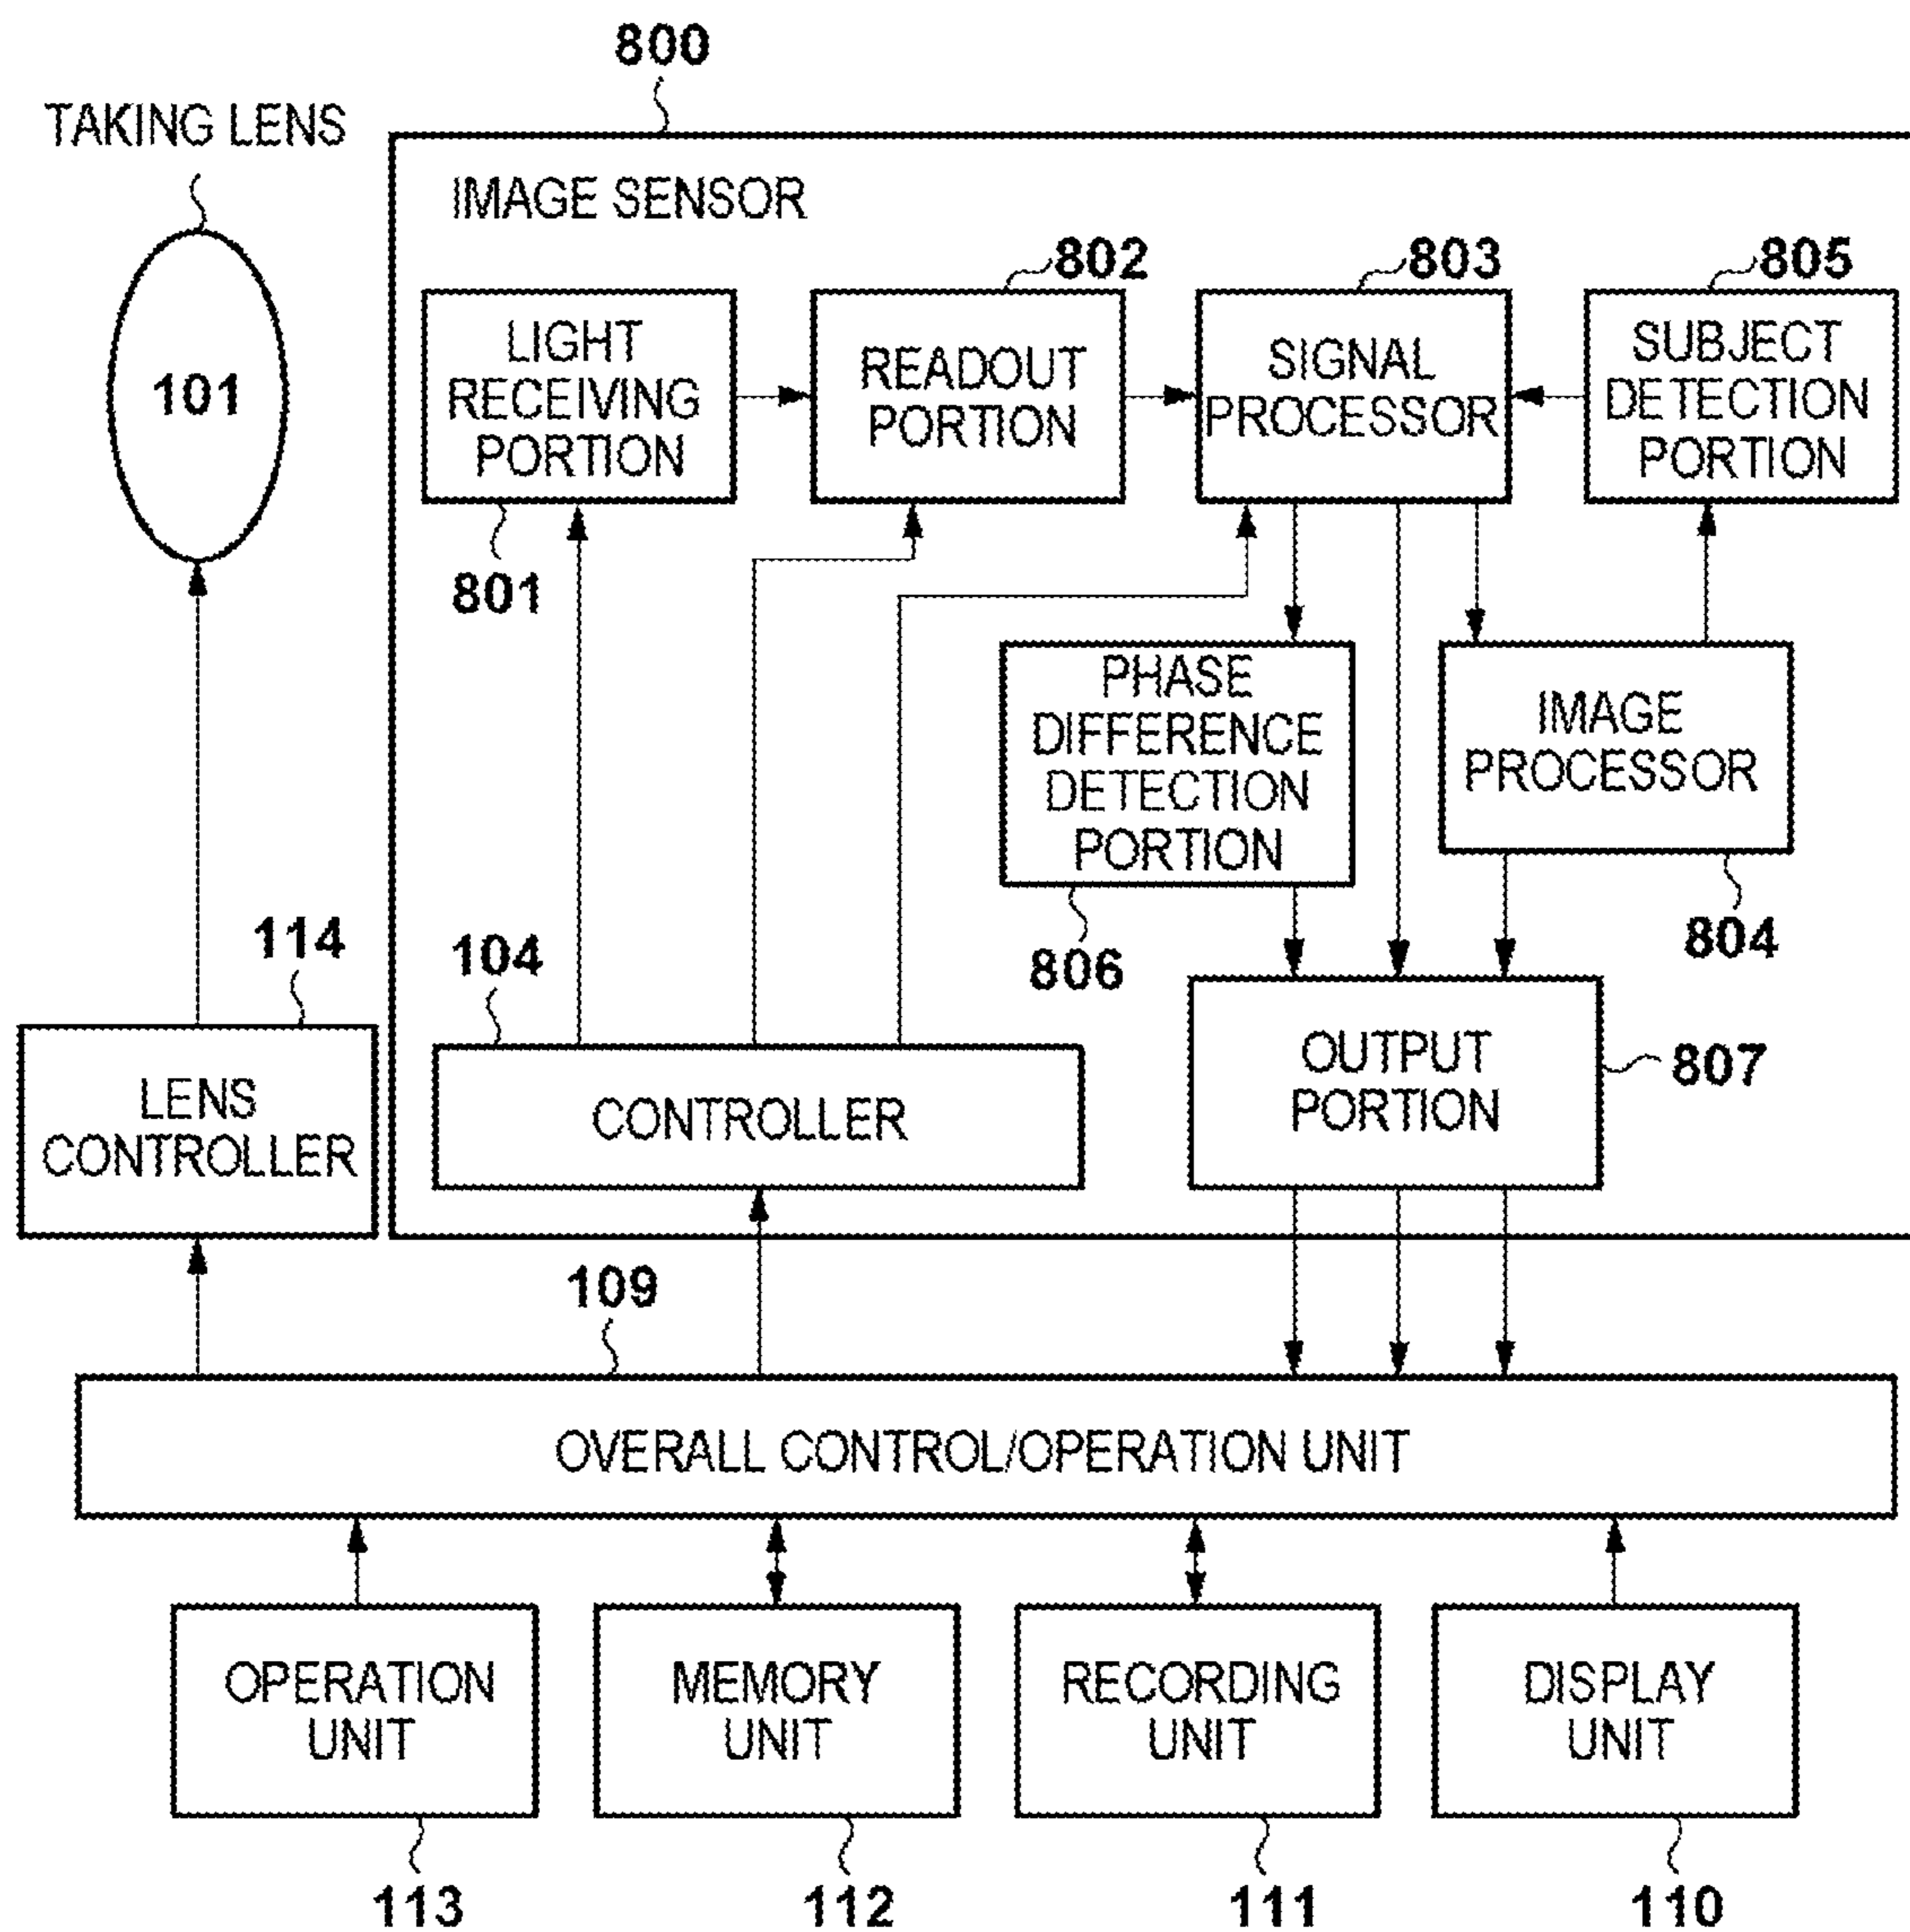 800
TAKING LENS
IMAGE SENSOR
802
803
805
101
LIGHT
RECEIVING
PORTION
READOUT
PORTION
SIGNAL
PROCESSOR
SUBJECT
DETECTION
PORTION
801
PHASE
DIFFERENCE
DETECTION
PORTION
IMAGE
PROCESSOR
114
104
806
804
LENS
CONTROLLER
CONTROLLER
OUTPUT
PORTION
807
109
OVERALL CONTROL/OPERATION UNIT
OPERATION
UNIT
MEMORY
UNIT
RECORDING
UNIT
DISPLAY
UNIT
113
112
111
110